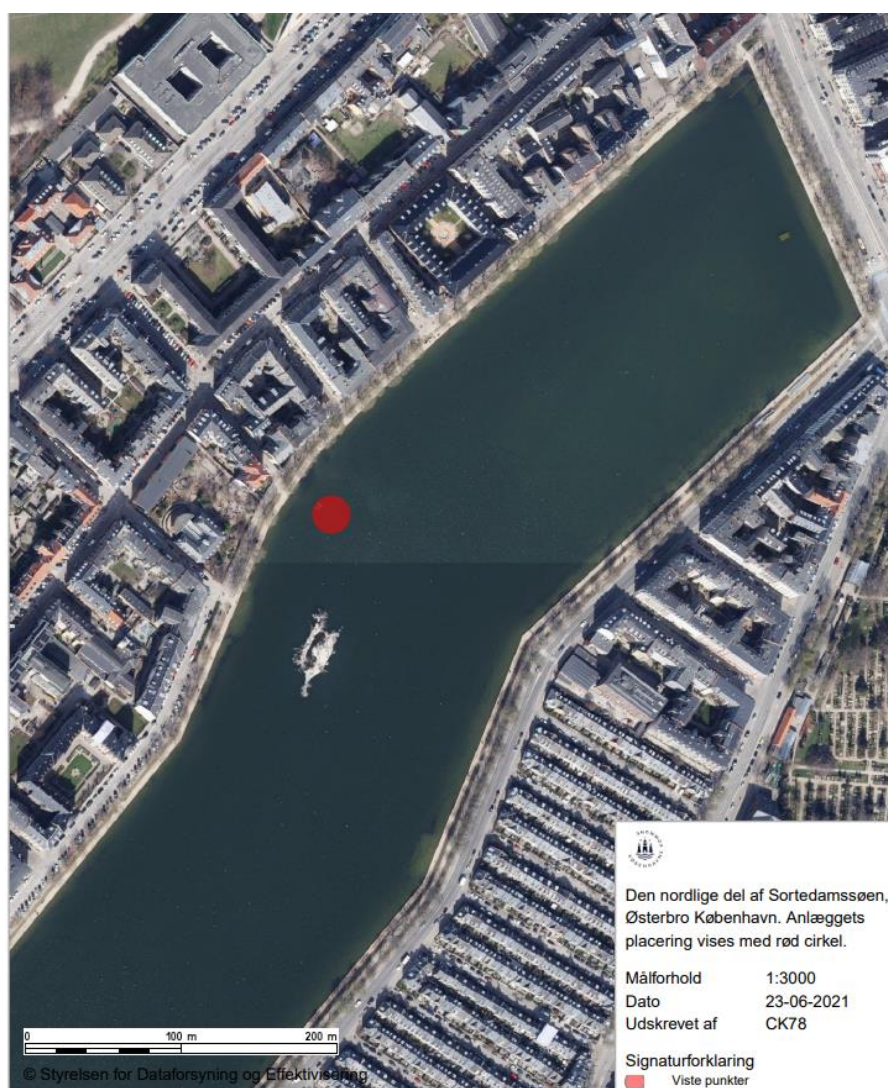 Den nordlige del af Sortedamssøen,
Østerbro København. Anlæggets
placering vises med rød cirkel.
Målforhold 1:3000
Dato 23-06-2021
Udskrevet af CK78
Signaturforklaring
Viste punkter
0 100 m 200 m
© Styrelsen for Dataforsyning og Effektivisering